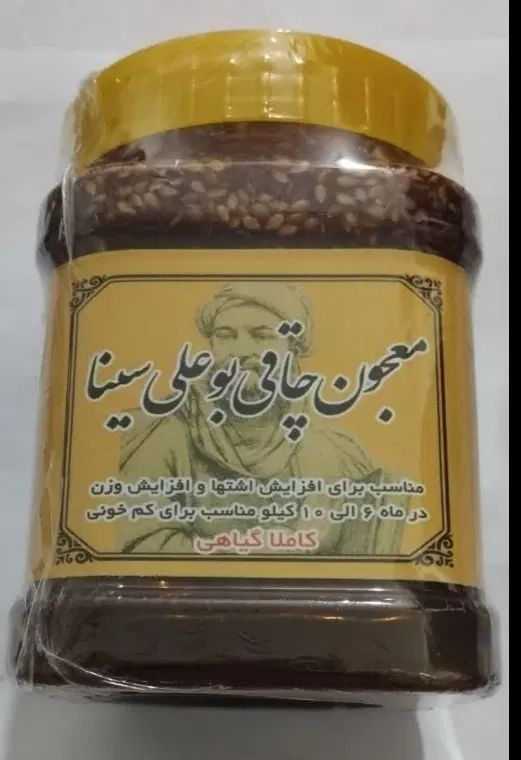 معجون چاقی بوعلی سینا
مناسب برای افزایش اشتها و افزایش وزن
در ماه ۶ الی ۱۰ کیلو مناسب برای کم خونی
کاملا گیاهی